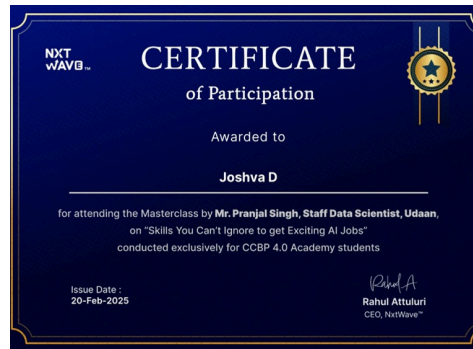 NXT
WAVE™
CERTIFICATE
of Participation
Awarded to
Joshva D
for attending the Masterclass by Mr. Pranjal Singh, Staff Data Scientist, Udaan,
on "Skills You Can't Ignore to get Exciting AI Jobs"
conducted exclusively for CCBP 4.0 Academy students
Issue Date :
20-Feb-2025
Rahul A
Rahul Attuluri
CEO, NxtWave™